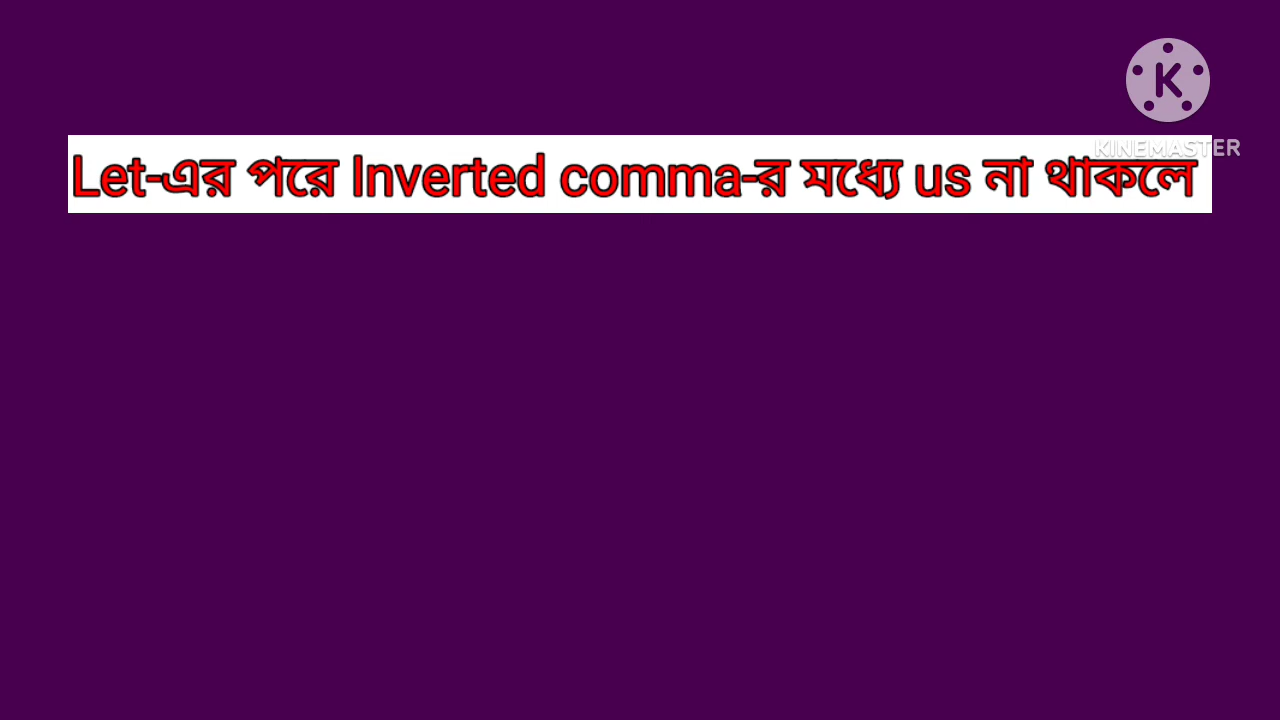 KINEMASTER
Let-এর পরে Inverted comma-র মধ্যে us না থাকলে